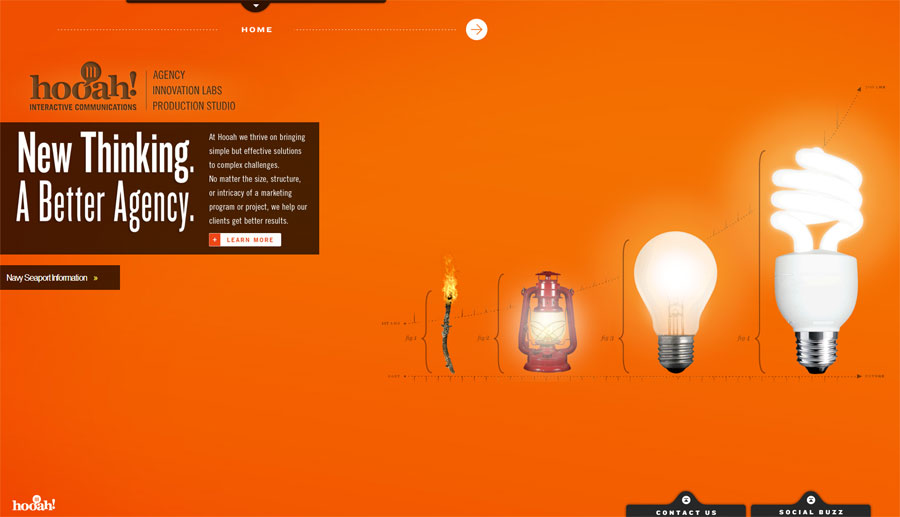 HOME
hooah!
INTERACTIVE COMMUNICATIONS
AGENCY
INNOVATION LABS
PRODUCTION STUDIO
New Thinking.
A Better Agency.
At Hooah we thrive on bringing
simple but effective solutions
to complex challenges.
No matter the size, structure,
or intricacy of a marketing
program or project, we help our
clients get better results.
+ LEARN MORE
Navy Seaport Information »
fig 1
fig 2
fig 3
fig 4
PAST
FUTURE
hooah!
CONTACT US
SOCIAL BUZZ